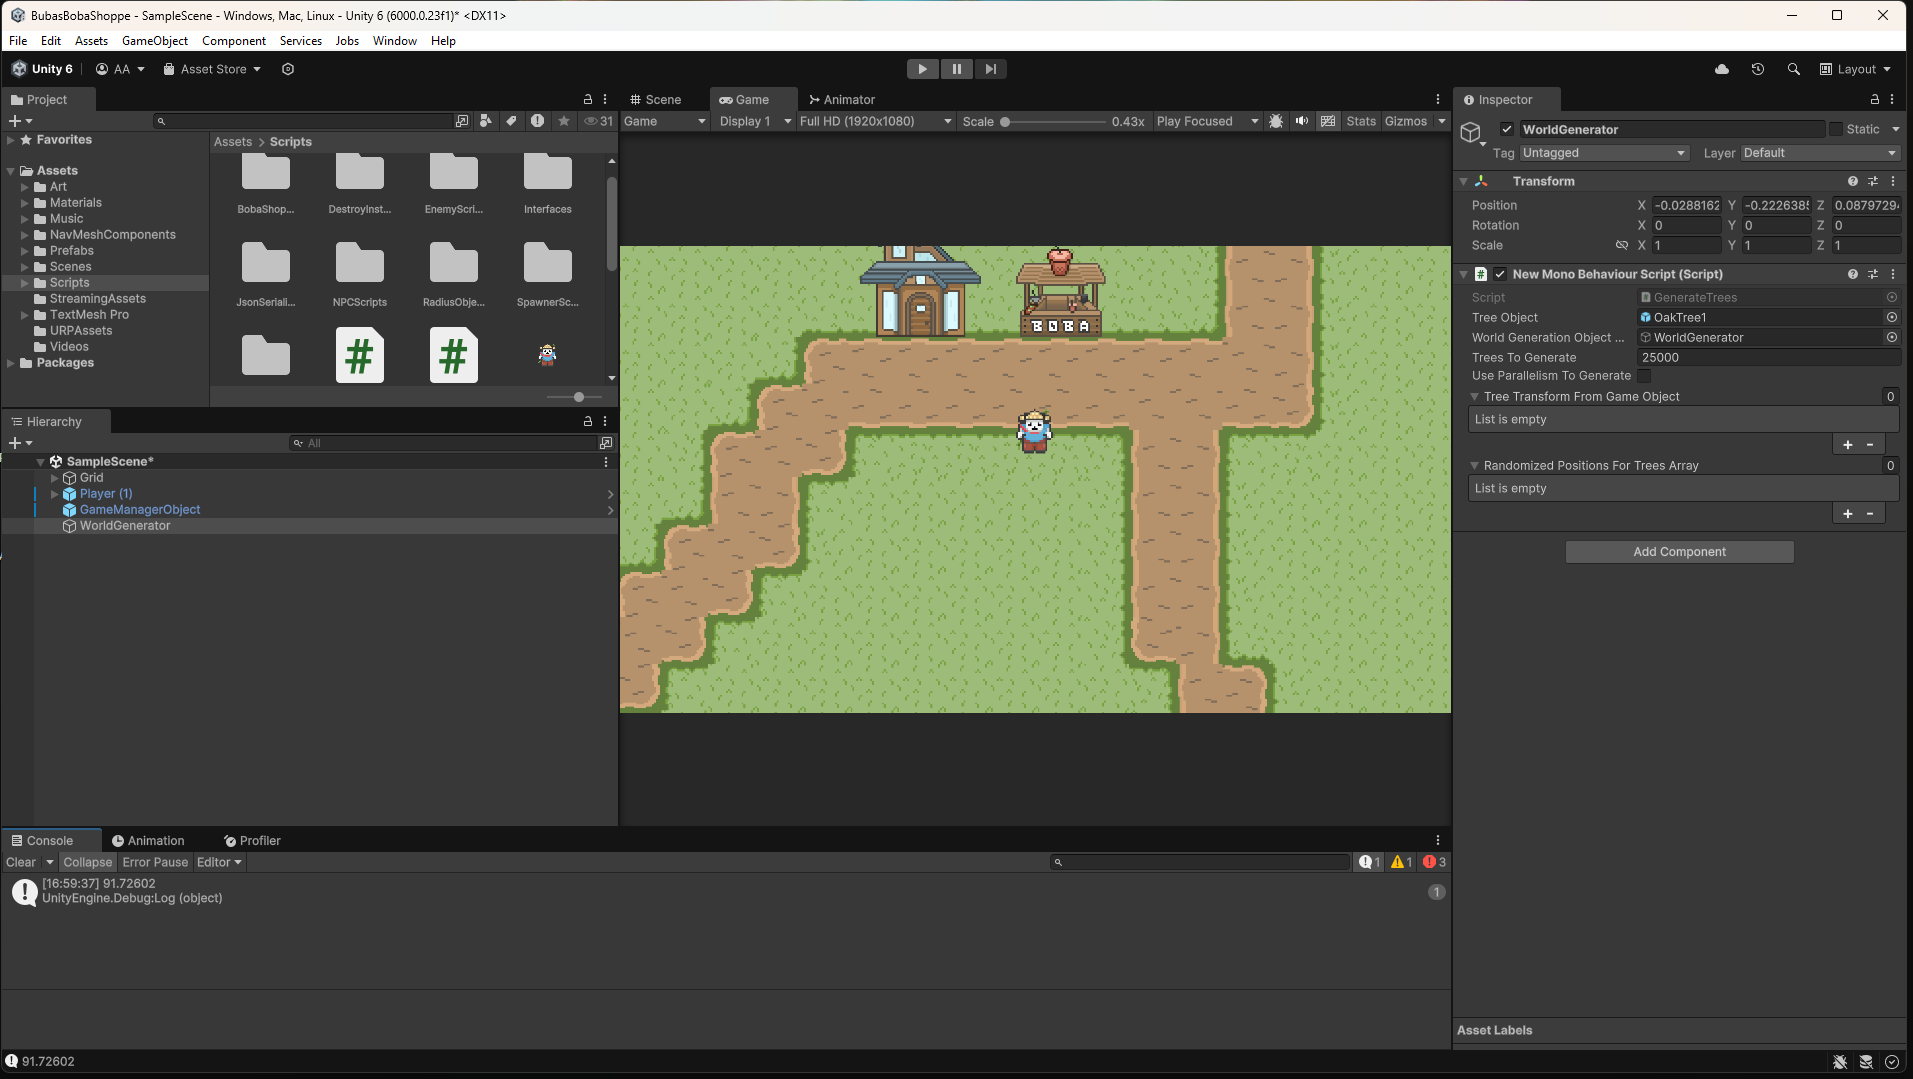 BubasBobaShoppe - SampleScene - Windows, Mac, Linux - Unity 6 (6000.0.23f1)* <DX11>
File Edit Assets GameObject Component Services Jobs Window Help
Unity 6 AA Asset Store Layout
Project
31
Favorites
Assets
Art
Materials
Music
NavMeshComponents
Prefabs
Scenes
Scripts
StreamingAssets
TextMesh Pro
URPAssets
Videos
Packages
Assets > Scripts
BobaShop... DestroyInst... EnemyScri... Interfaces
JsonSeriali... NPCScripts RadiusObje... SpawnerSc...
Hierarchy
All
SampleScene*
Grid
Player (1)
GameManagerObject
WorldGenerator
Scene Game Animator
Game Display 1 Full HD (1920x1080) Scale 0.43x Play Focused Stats Gizmos
BOBA
Inspector
WorldGenerator Static
Tag Untagged Layer Default
Transform
Position X -0.0288162 Y -0.2226385 Z 0.0879729
Rotation X 0 Y 0 Z 0
Scale X 1 Y 1 Z 1
New Mono Behaviour Script (Script)
Script GenerateTrees
Tree Object OakTree1
World Generation Object ... WorldGenerator
Trees To Generate 25000
Use Parallelism To Generate
Tree Transform From Game Object 0
List is empty
+ -
Randomized Positions For Trees Array 0
List is empty
+ -
Add Component
Asset Labels
Console Animation Profiler
Clear Collapse Error Pause Editor 1 1 3
[16:59:37] 91.72602
UnityEngine.Debug:Log (object)
1
91.72602